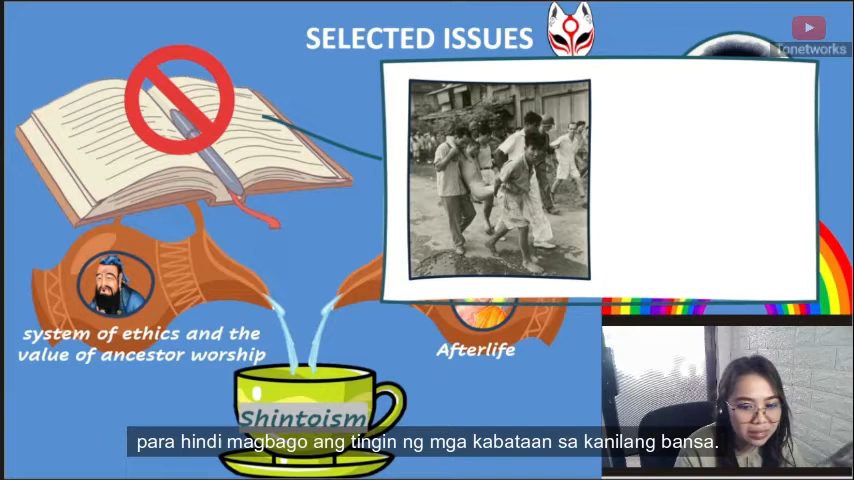 SELECTED ISSUES
Tonetworks
system of ethics and the
value of ancestor worship
Afterlife
Shintoism
para hindi magbago ang tingin ng mga kabataan sa kanilang bansa.